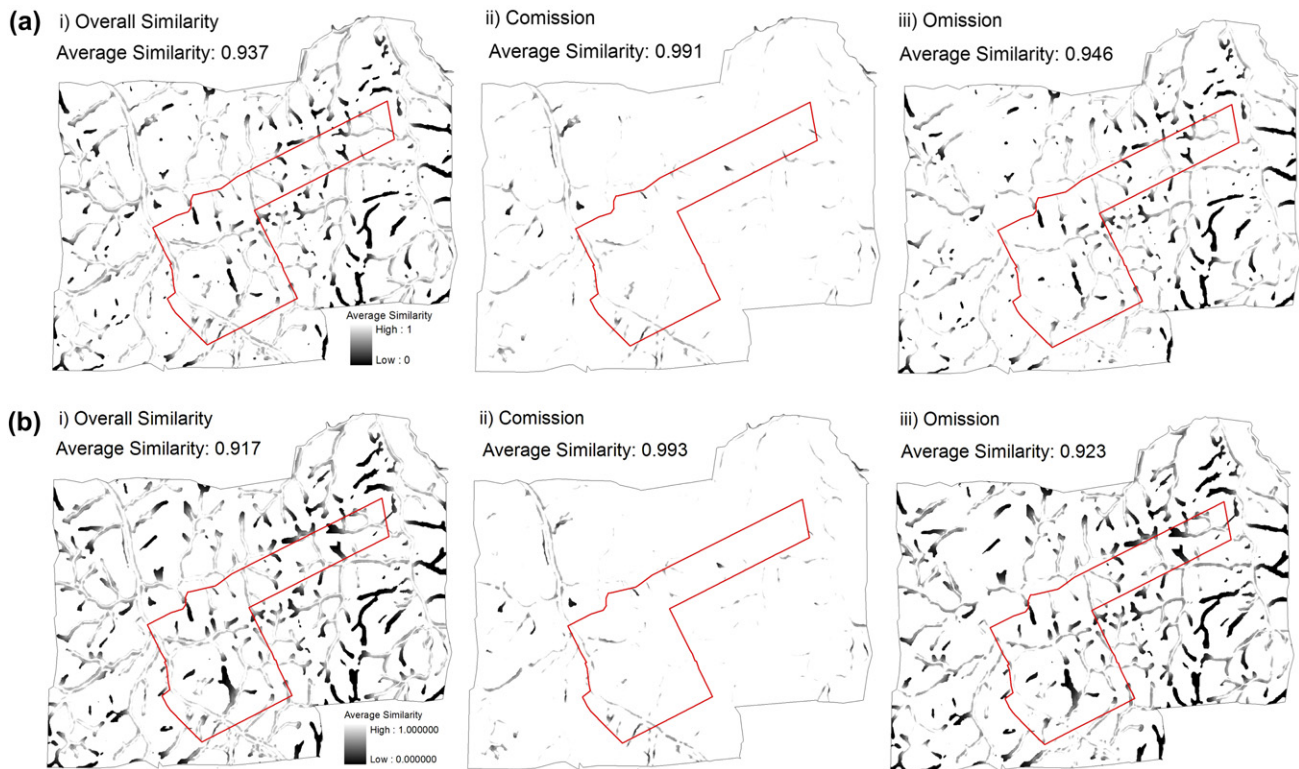 (a)
i) Overall Similarity
Average Similarity: 0.937
ii) Comission
Average Similarity: 0.991
iii) Omission
Average Similarity: 0.946
Average Similarity
High : 1
Low : 0
(b)
i) Overall Similarity
Average Similarity: 0.917
ii) Comission
Average Similarity: 0.993
iii) Omission
Average Similarity: 0.923
Average Similarity
High : 1.000000
Low : 0.000000